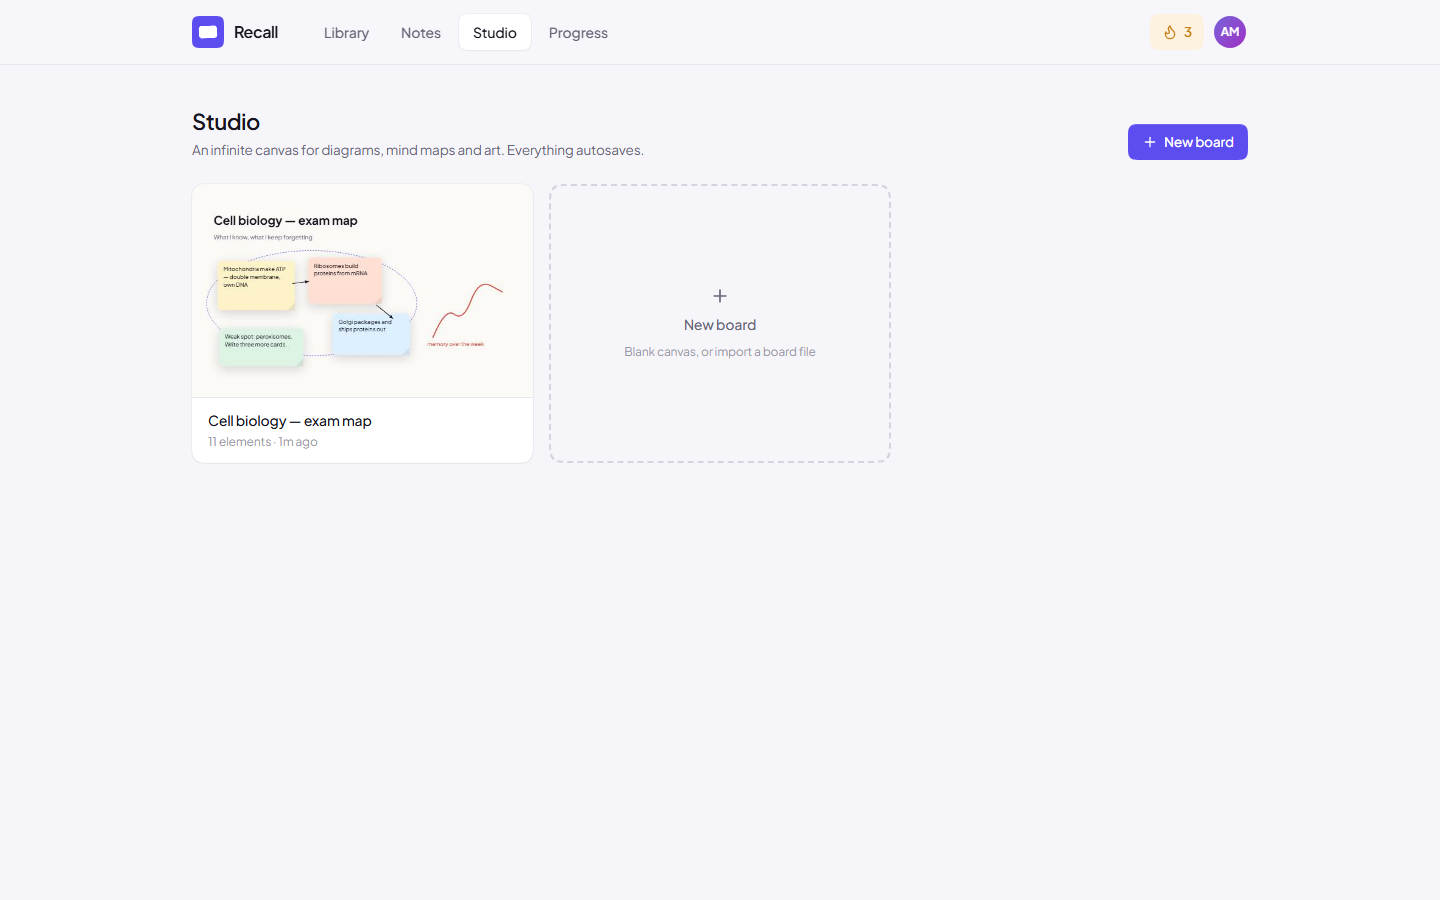 Recall
Library
Notes
Studio
Progress
3
AM
Studio
An infinite canvas for diagrams, mind maps and art. Everything autosaves.
New board
Cell biology — exam map
What I know, what I keep forgetting
Mitochondria make ATP
— double membrane,
own DNA
Ribosomes build
proteins from mRNA
Golgi packages and
ships proteins out
Weak spot: peroxisomes.
Write three more cards
memory over the week
Cell biology — exam map
11 elements · 1m ago
New board
Blank canvas, or import a board file